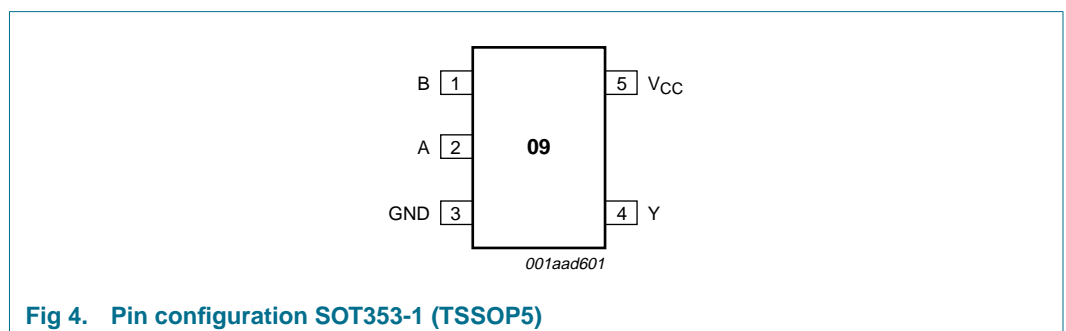 B 1 5 VCC
A 2 09
GND 3 4 Y
001aad601
Fig 4. Pin configuration SOT353-1 (TSSOP5)